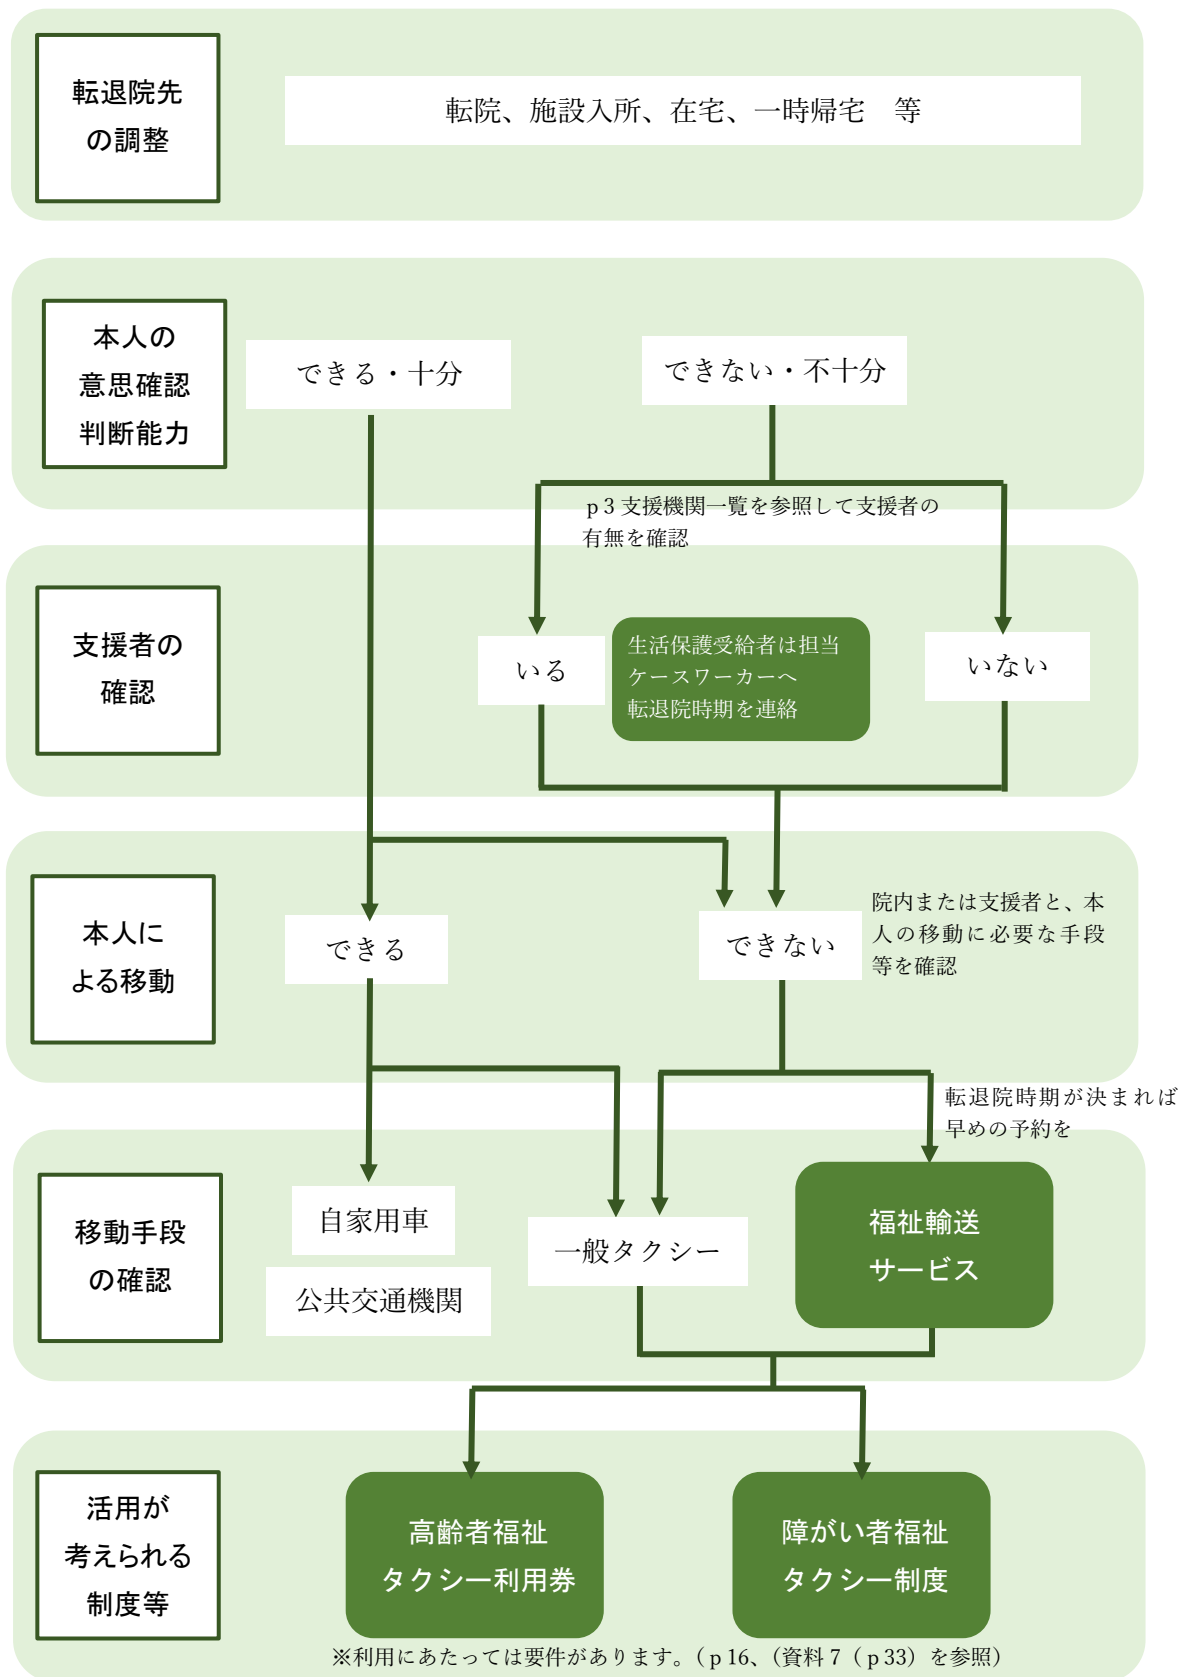 転退院先
の調整
転院、施設入所、在宅、一時帰宅　等
本人の
意思確認
判断能力
できる・十分
できない・不十分
ｐ３支援機関一覧を参照して支援者の
有無を確認
支援者の
確認
いる
生活保護受給者は担当
ケースワーカーへ
転退院時期を連絡
いない
本人に
よる移動
できる
できない
院内または支援者と、本
人の移動に必要な手段
等を確認
転退院時期が決まれば
早めの予約を
移動手段
の確認
自家用車
公共交通機関
一般タクシー
福祉輸送
サービス
活用が
考えられる
制度等
高齢者福祉
タクシー利用券
障がい者福祉
タクシー制度
※利用にあたっては要件があります。（ｐ16、（資料７（ｐ33）を参照）